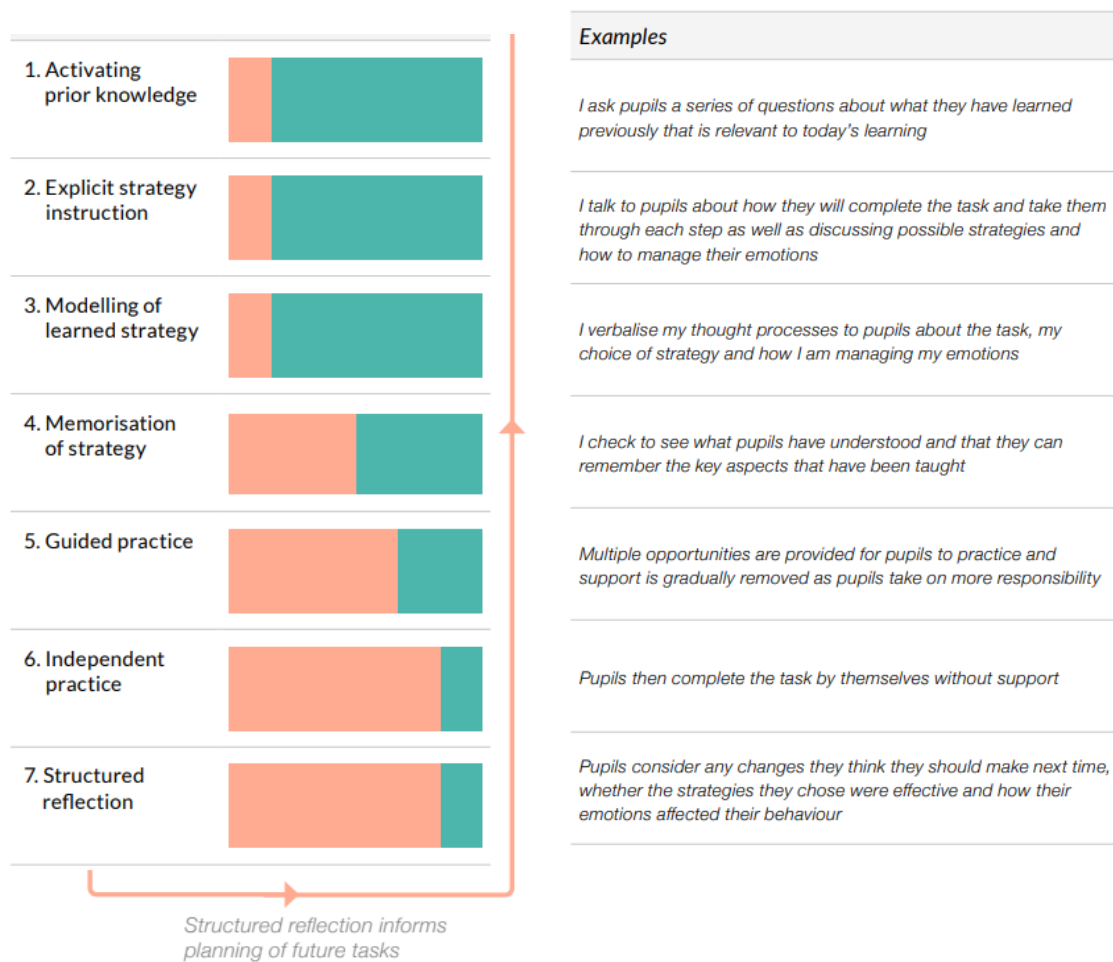 Examples
1. Activating
prior knowledge
I ask pupils a series of questions about what they have learned
previously that is relevant to today's learning
2. Explicit strategy
instruction
I talk to pupils about how they will complete the task and take them
through each step as well as discussing possible strategies and
how to manage their emotions
3. Modelling of
learned strategy
I verbalise my thought processes to pupils about the task, my
choice of strategy and how I am managing my emotions
4. Memorisation
of strategy
I check to see what pupils have understood and that they can
remember the key aspects that have been taught
5. Guided practice
Multiple opportunities are provided for pupils to practice and
support is gradually removed as pupils take on more responsibility
6. Independent
practice
Pupils then complete the task by themselves without support
7. Structured
reflection
Pupils consider any changes they think they should make next time,
whether the strategies they chose were effective and how their
emotions affected their behaviour
Structured reflection informs
planning of future tasks